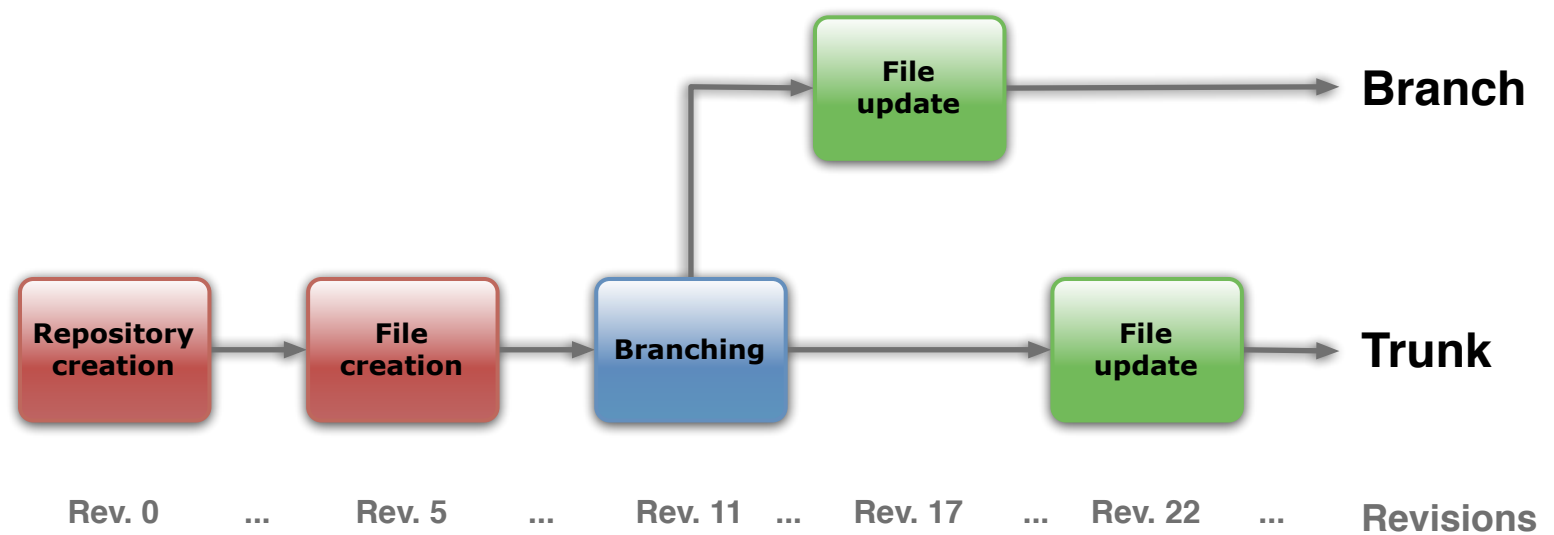 File
update
Branch
Repository
creation
File
creation
Branching
File
update
Trunk
Rev. 0 ... Rev. 5 ... Rev. 11 ... Rev. 17 ... Rev. 22 ... Revisions